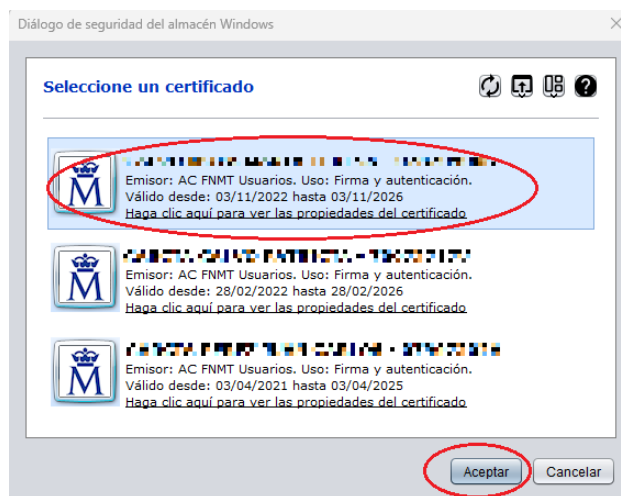 Diálogo de seguridad del almacén Windows
Seleccione un certificado
Emisor: AC FNMT Usuarios. Uso: Firma y autenticación.
Válido desde: 03/11/2022 hasta 03/11/2026
Haga clic aquí para ver las propiedades del certificado
Emisor: AC FNMT Usuarios. Uso: Firma y autenticación.
Válido desde: 28/02/2022 hasta 28/02/2026
Haga clic aquí para ver las propiedades del certificado
Emisor: AC FNMT Usuarios. Uso: Firma y autenticación.
Válido desde: 03/04/2021 hasta 03/04/2025
Haga clic aquí para ver las propiedades del certificado
Aceptar Cancelar